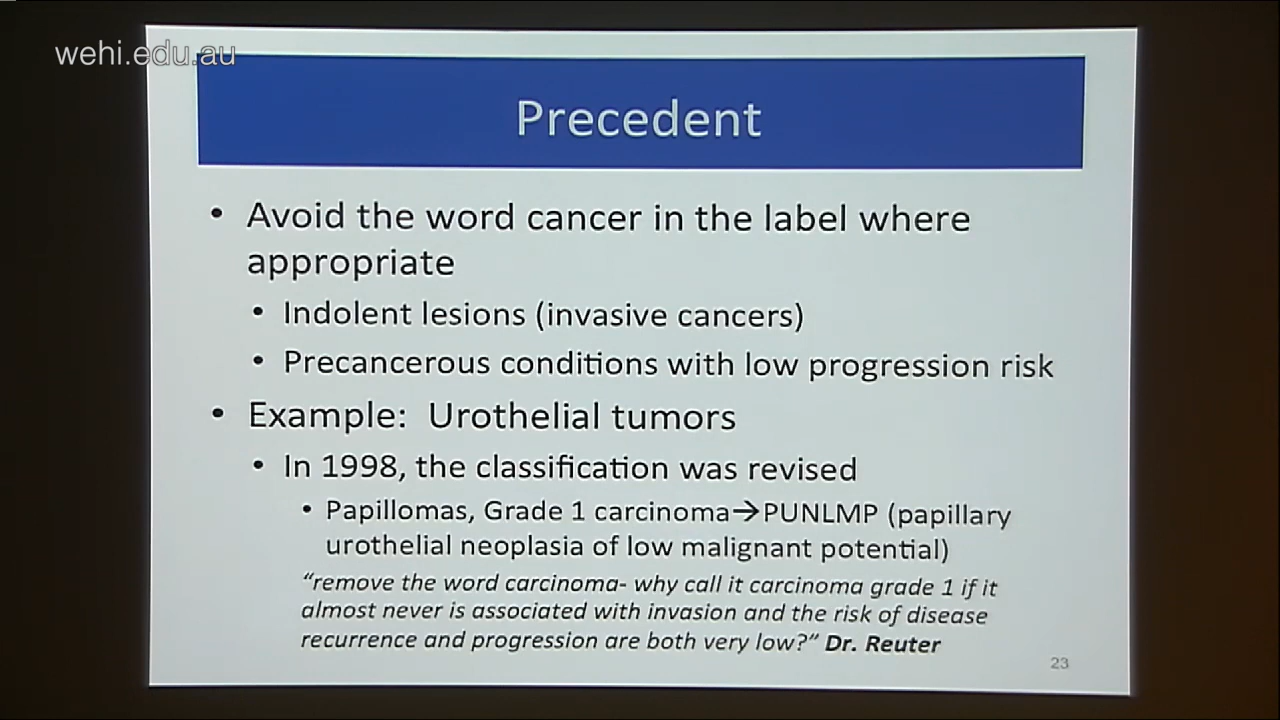 wehi.edu.au
Precedent
• Avoid the word cancer in the label where
appropriate
• Indolent lesions (invasive cancers)
• Precancerous conditions with low progression risk
• Example: Urothelial tumors
• In 1998, the classification was revised
• Papillomas, Grade 1 carcinoma→PUNLMP (papillary
urothelial neoplasia of low malignant potential)
“remove the word carcinoma- why call it carcinoma grade 1 if it
almost never is associated with invasion and the risk of disease
recurrence and progression are both very low?” Dr. Reuter
23